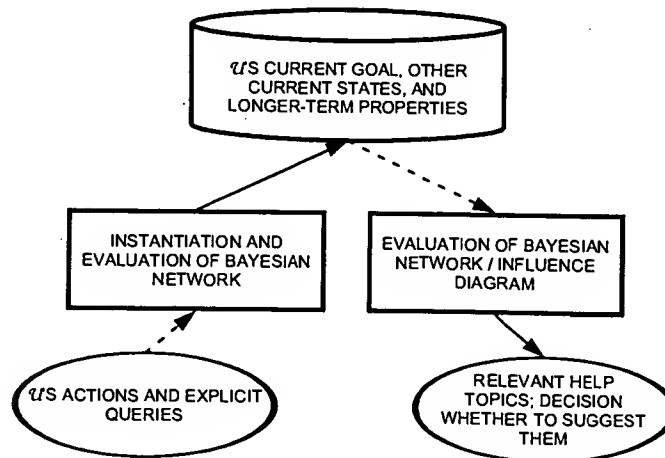 𝒰'S CURRENT GOAL, OTHER
CURRENT STATES, AND
LONGER-TERM PROPERTIES
INSTANTIATION AND
EVALUATION OF BAYESIAN
NETWORK
EVALUATION OF BAYESIAN
NETWORK / INFLUENCE
DIAGRAM
𝒰'S ACTIONS AND EXPLICIT
QUERIES
RELEVANT HELP
TOPICS; DECISION
WHETHER TO SUGGEST
THEM